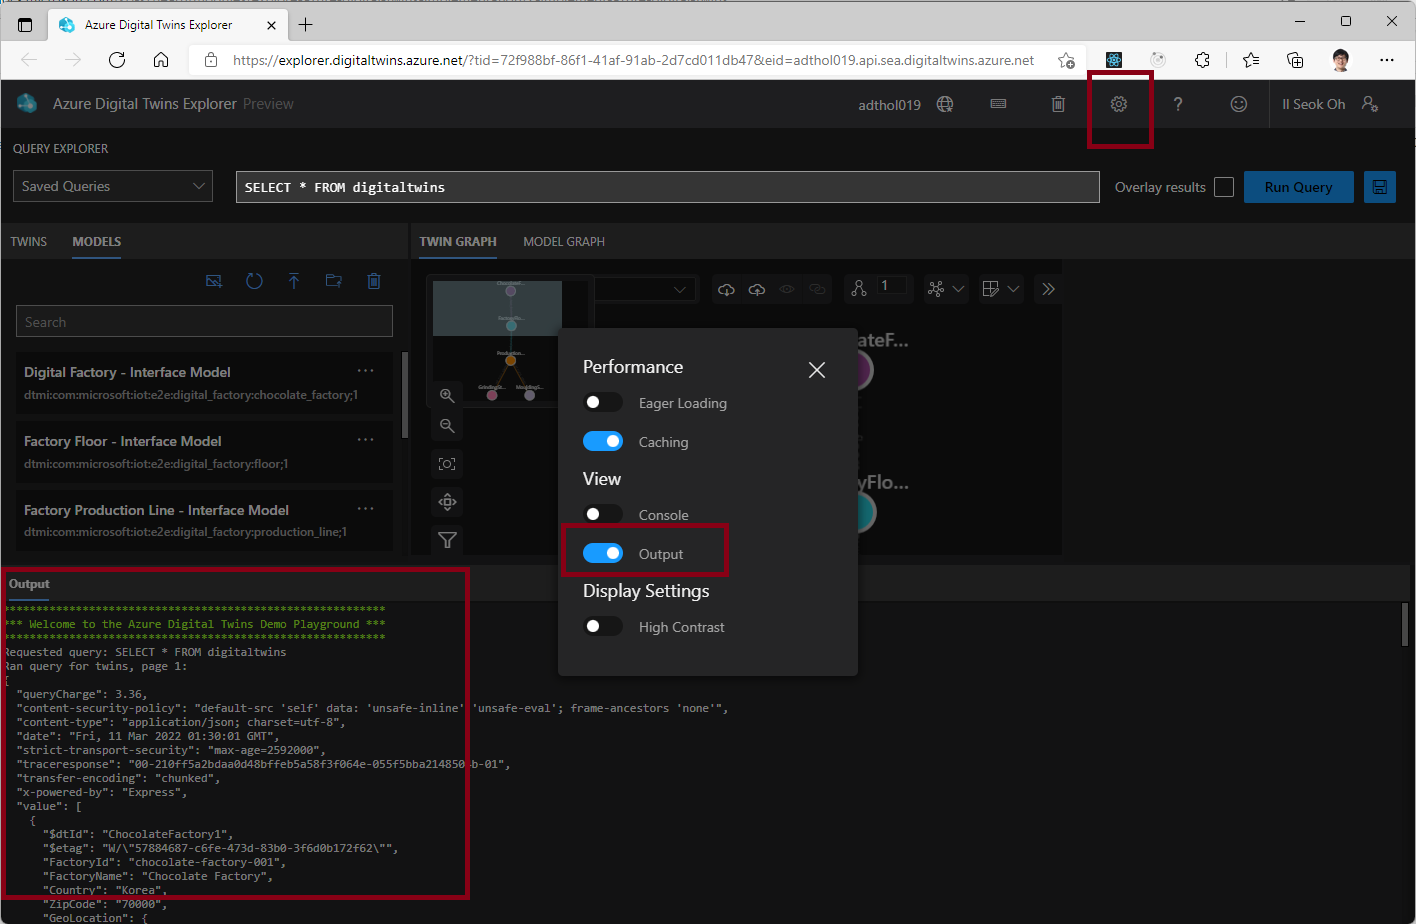 Azure Digital Twins Explorer
https://explorer.digitaltwins.azure.net/?tid=72f988bf-86f1-41af-91ab-2d7cd011db47&eid=adthol019.api.sea.digitaltwins.azure.net
Azure Digital Twins Explorer Preview
adthol019
Il Seok Oh
QUERY EXPLORER
Saved Queries
SELECT * FROM digitaltwins
Overlay results
Run Query
TWINS
MODELS
TWIN GRAPH
MODEL GRAPH
1
Search
Digital Factory - Interface Model
dtmi:com:microsoft:iot:e2e:digital_factory:chocolate_factory;1
Factory Floor - Interface Model
dtmi:com:microsoft:iot:e2e:digital_factory:floor;1
Factory Production Line - Interface Model
dtmi:com:microsoft:iot:e2e:digital_factory:production_line;1
FactoryFlo...
Production...
ateF...
yFlo...
Performance
Eager Loading
Caching
View
Console
Output
Display Settings
High Contrast
Output
**********************************************************
*** Welcome to the Azure Digital Twins Demo Playground ***
**********************************************************
Requested query: SELECT * FROM digitaltwins
Ran query for twins, page 1:
{
"queryCharge": 3.36,
"content-security-policy": "default-src 'self' data: 'unsafe-inline' 'unsafe-eval'; frame-ancestors 'none'",
"content-type": "application/json; charset=utf-8",
"date": "Fri, 11 Mar 2022 01:30:01 GMT",
"strict-transport-security": "max-age=2592000",
"traceresponse": "00-210ff5a2bdaa0d48bffeb5a58f3f064e-055f5bba2148504b-01",
"transfer-encoding": "chunked",
"x-powered-by": "Express",
"value": [
{
"$dtId": "ChocolateFactory1",
"$etag": "W/\"57884687-c6fe-473d-83b0-3f6d0b172f62\"",
"FactoryId": "chocolate-factory-001",
"FactoryName": "Chocolate Factory",
"Country": "Korea",
"ZipCode": "70000",
"GeoLocation": {